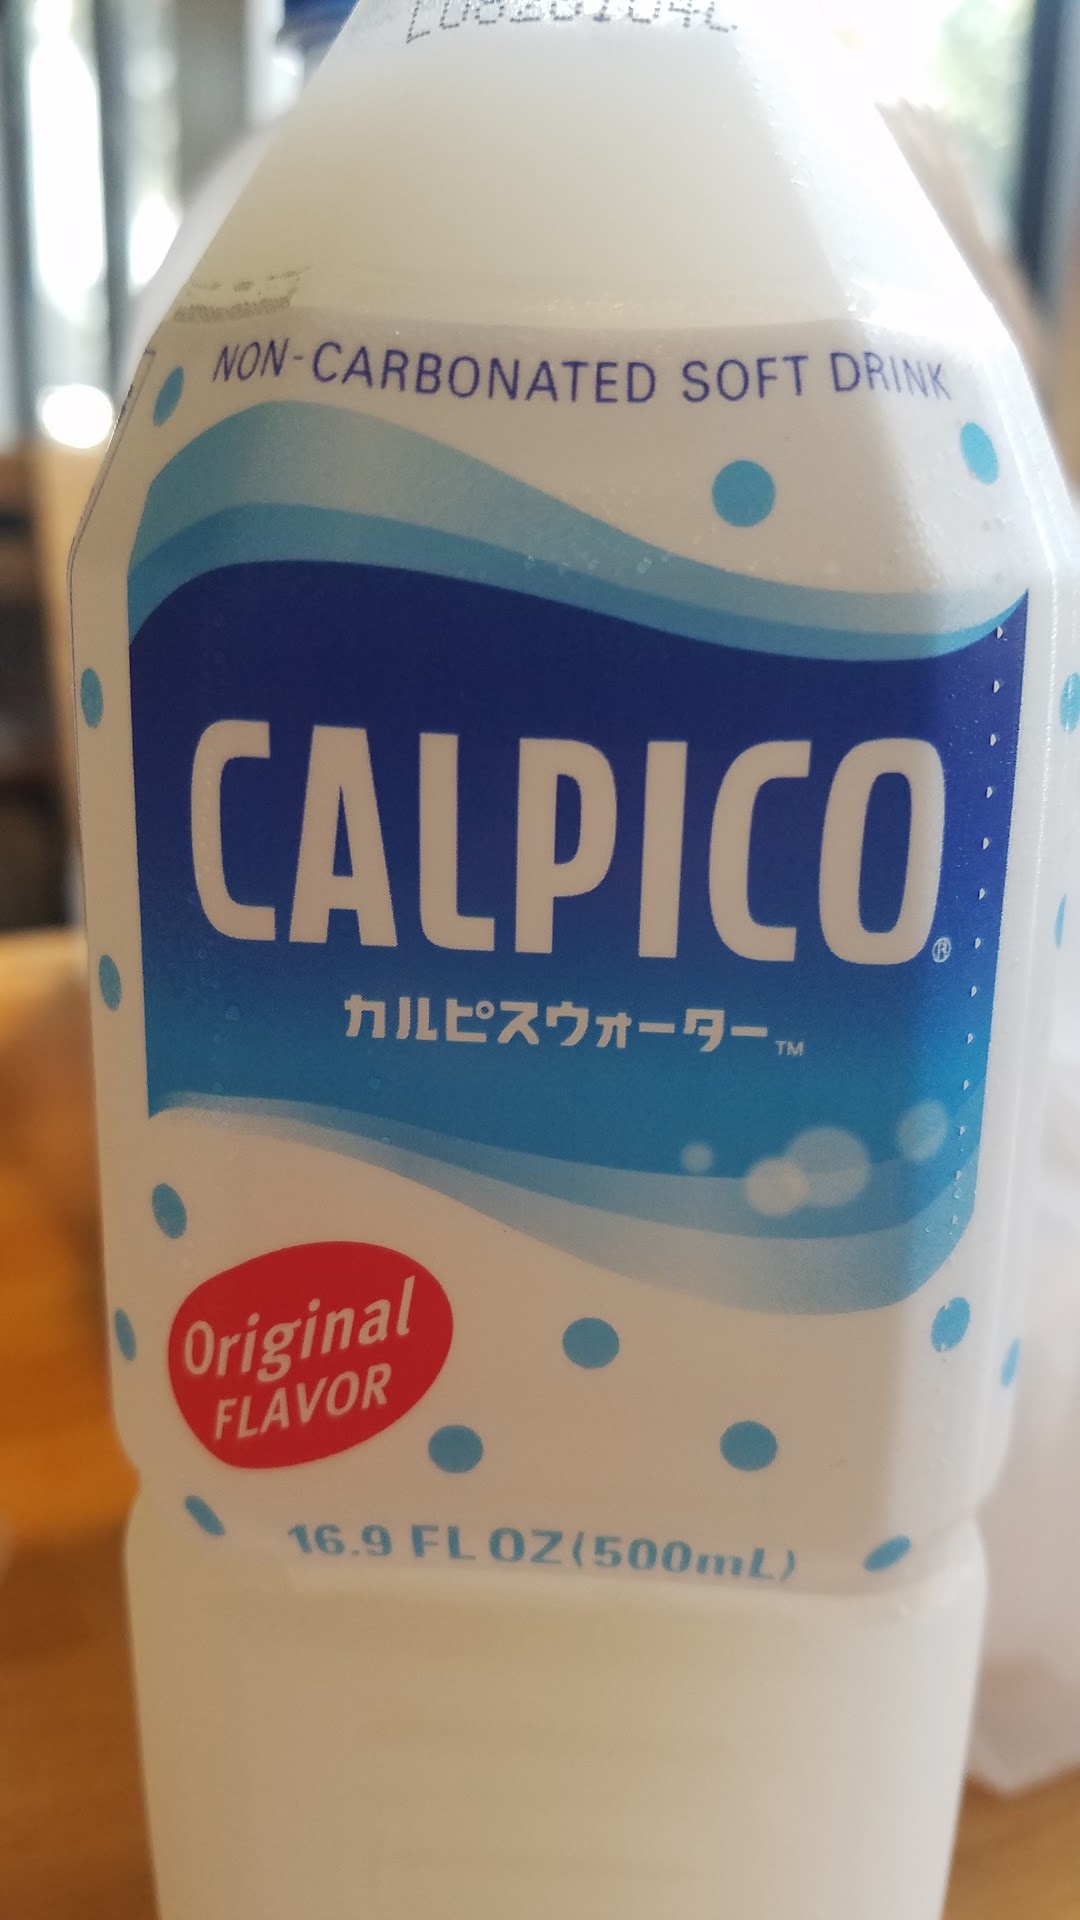 NON-CARBONATED SOFT DRINK
CALPICO®
カルピスウォーター™
Original
FLAVOR
16.9 FL OZ(500mL)